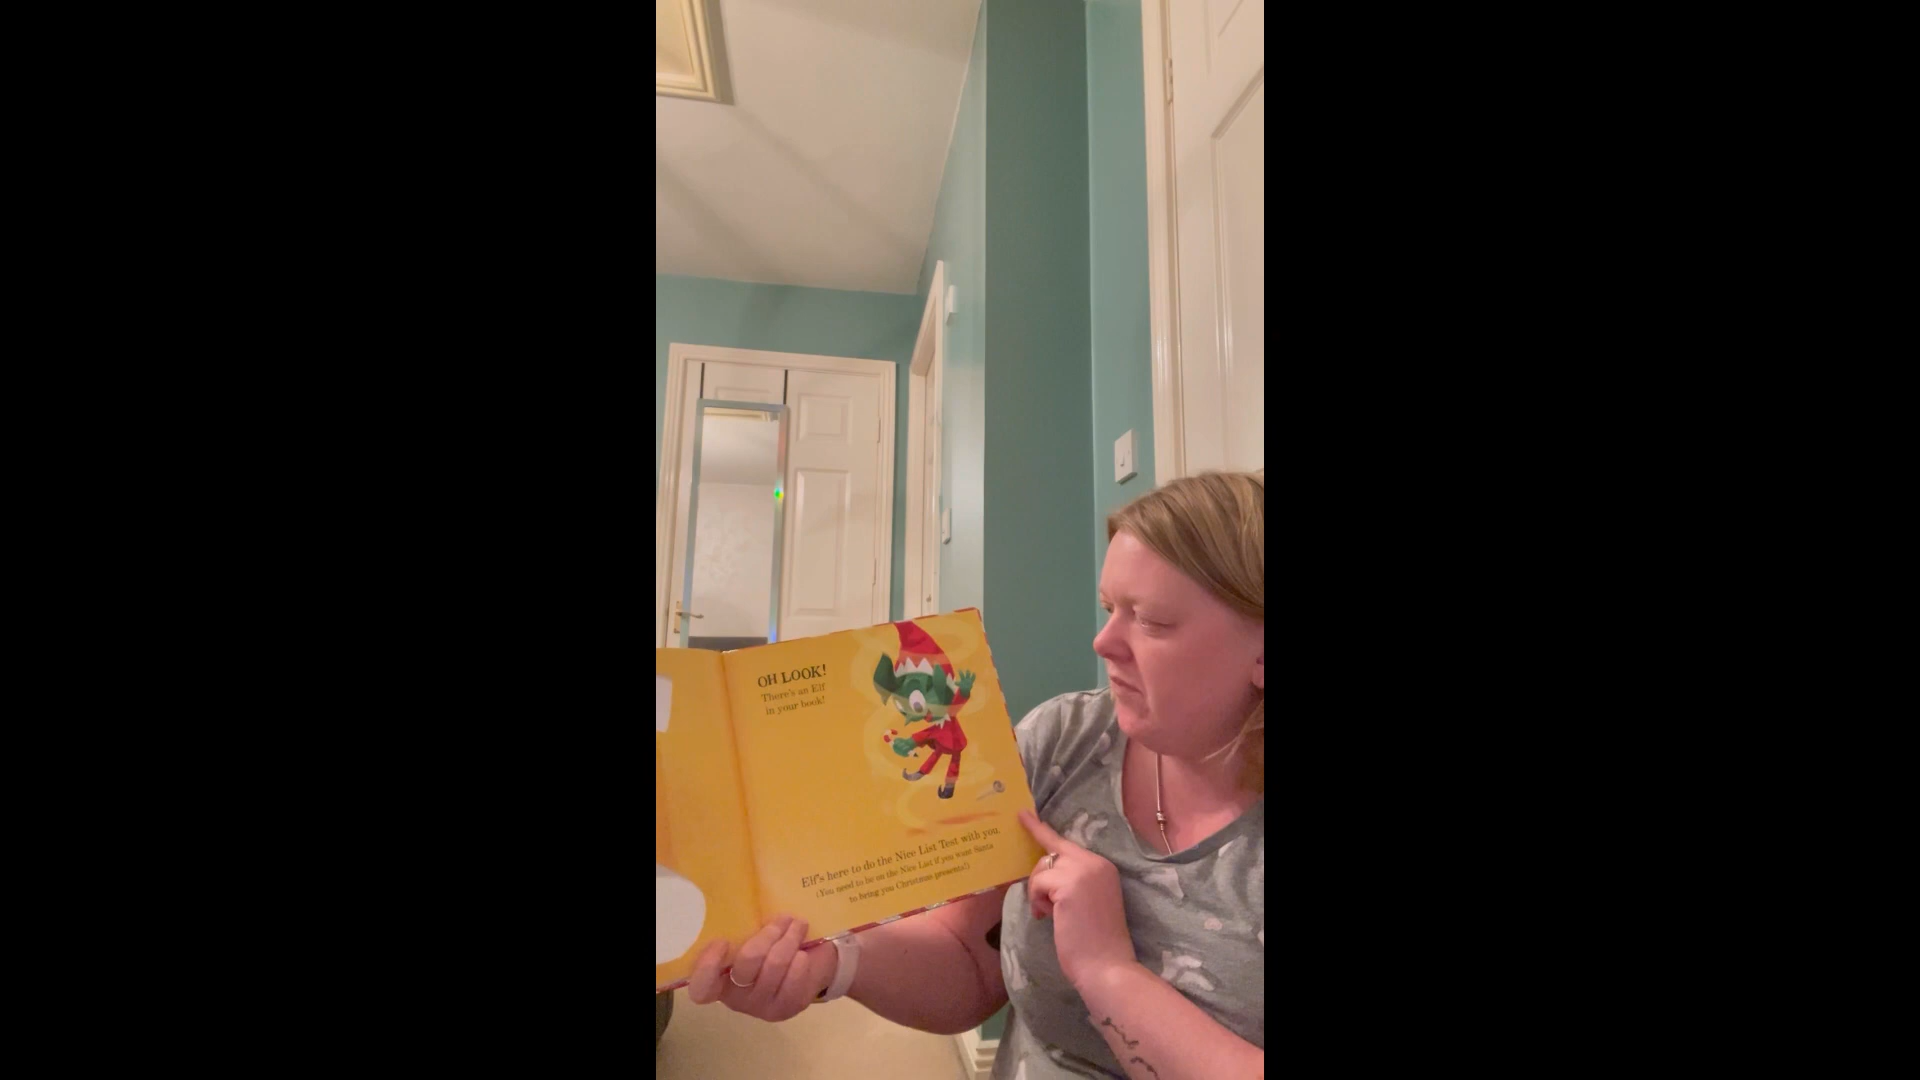 OH LOOK!
There's an Elf
in your book!
Elf's here to do the Nice List Test with you.
(You need to be on the Nice List if you want Santa
to bring you Christmas presents!)